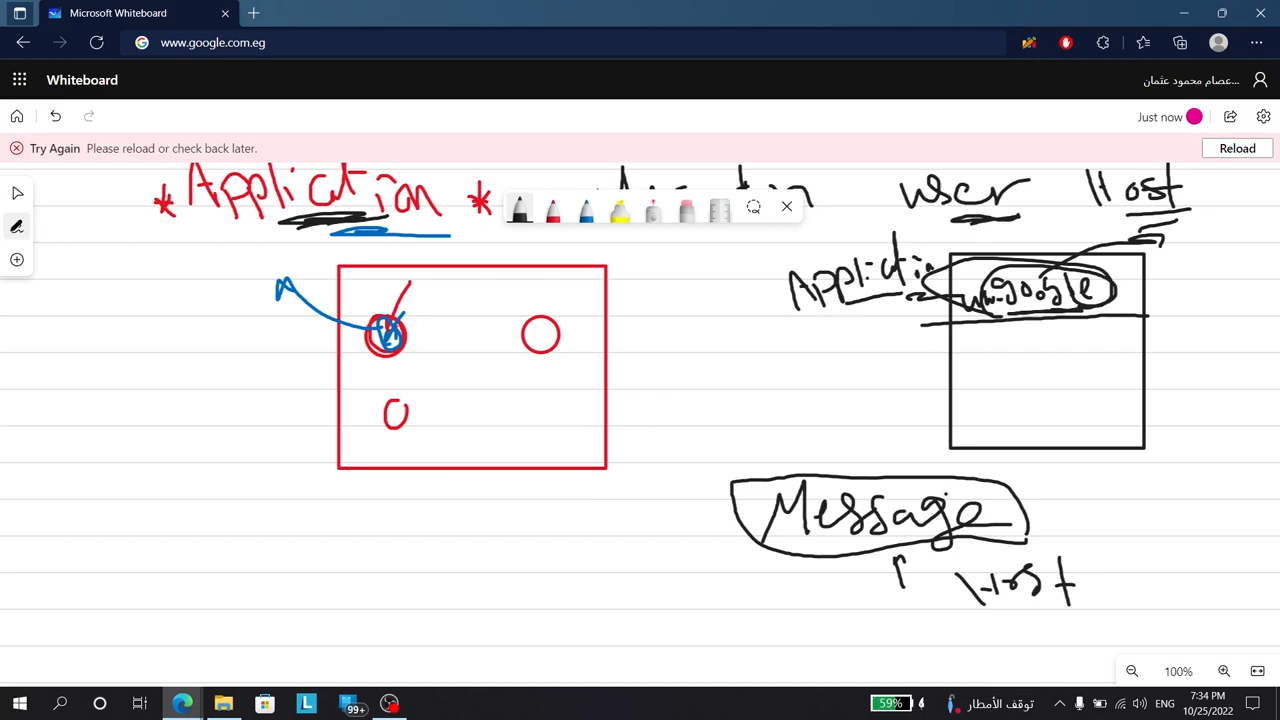 Microsoft Whiteboard
www.google.com.eg
Whiteboard
عصام محمود عثمان...
Just now
Try Again Please reload or check back later.
Reload
* Application *
user Host
Application
www.google
Message
Host
100%
L
99+
59%
توقف الأمطار
ENG
7:34 PM
10/25/2022